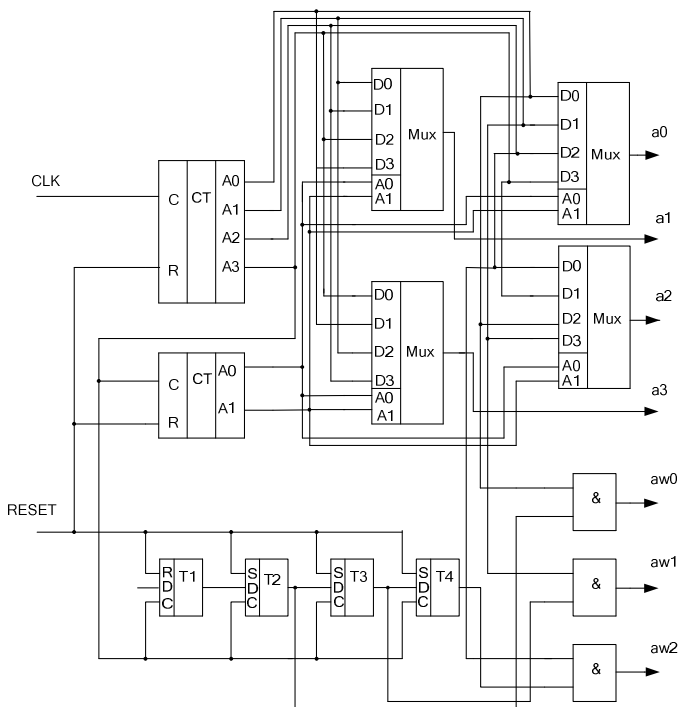 CLK
C
CT
R
A0
A1
A2
A3
D0
D1
D2
D3
A0
A1
Mux
D0
D1
D2
D3
A0
A1
Mux
a0
a1
C
CT
R
A0
A1
D0
D1
D2
D3
A0
A1
Mux
D0
D1
D2
D3
A0
A1
Mux
a2
a3
RESET
R
D
C
T1
S
D
C
T2
S
D
C
T3
S
D
C
T4
&
aw0
&
aw1
&
aw2